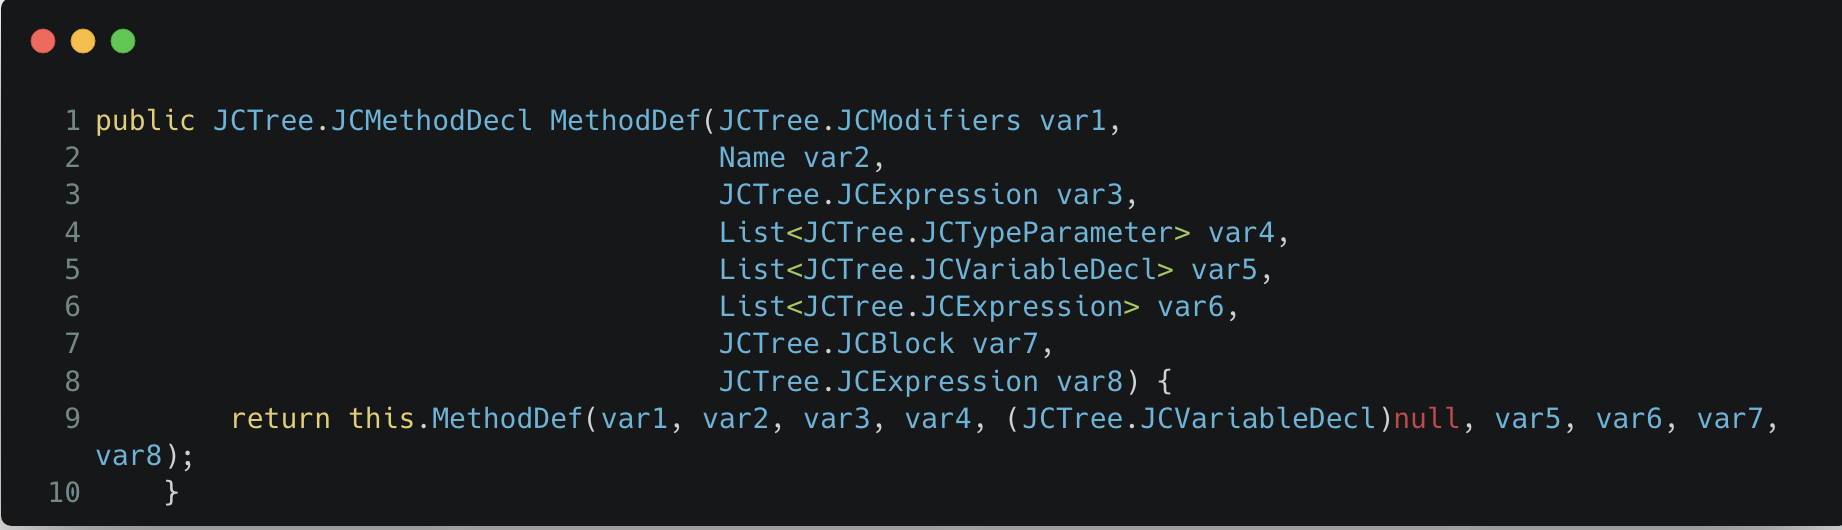 1 public JCTree.JCMethodDecl MethodDef(JCTree.JCModifiers var1,
2 Name var2,
3 JCTree.JCExpression var3,
4 List<JCTree.JCTypeParameter> var4,
5 List<JCTree.JCVariableDecl> var5,
6 List<JCTree.JCExpression> var6,
7 JCTree.JCBlock var7,
8 JCTree.JCExpression var8) {
9 return this.MethodDef(var1, var2, var3, var4, (JCTree.JCVariableDecl)null, var5, var6, var7,
var8);
10 }